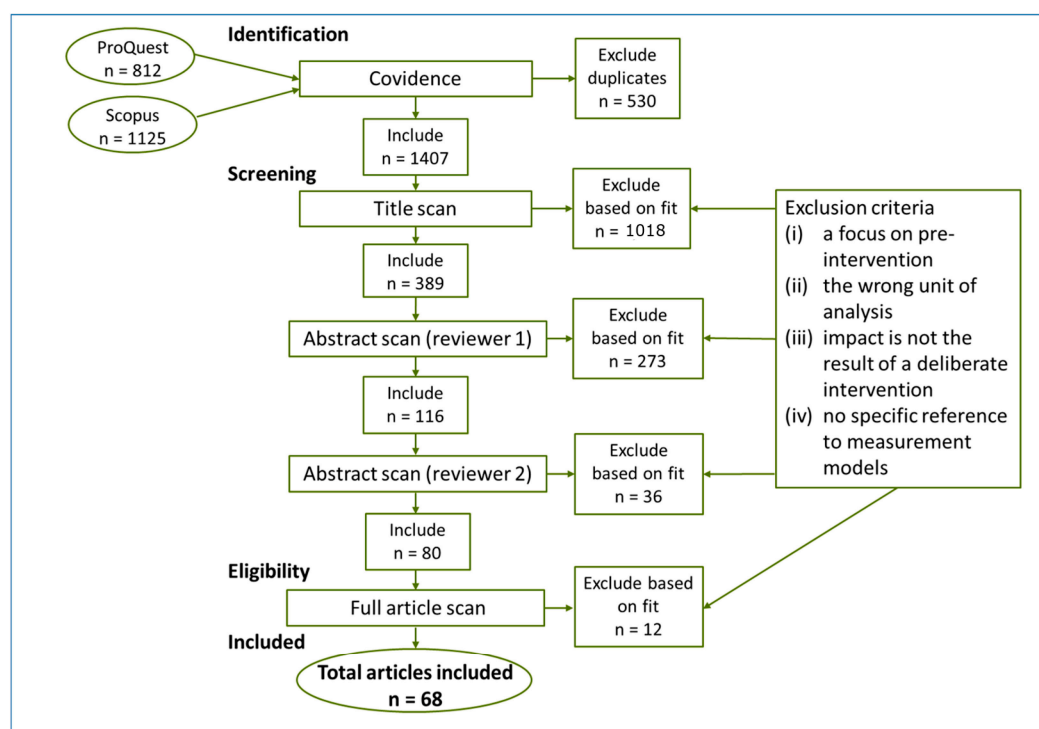 Identification
ProQuest
n = 812
Covidence
Exclude
duplicates
n = 530
Scopus
n = 1125
Include
n = 1407
Screening
Title scan
Exclude
based on fit
n = 1018
Include
n = 389
Abstract scan (reviewer 1)
Exclude
based on fit
n = 273
Include
n = 116
Abstract scan (reviewer 2)
Exclude
based on fit
n = 36
Include
n = 80
Exclusion criteria
(i) a focus on pre-
intervention
(ii) the wrong unit of
analysis
(iii) impact is not the
result of a deliberate
intervention
(iv) no specific reference
to measurement
models
Eligibility
Full article scan
Exclude based
on fit
n = 12
Included
Total articles included
n = 68